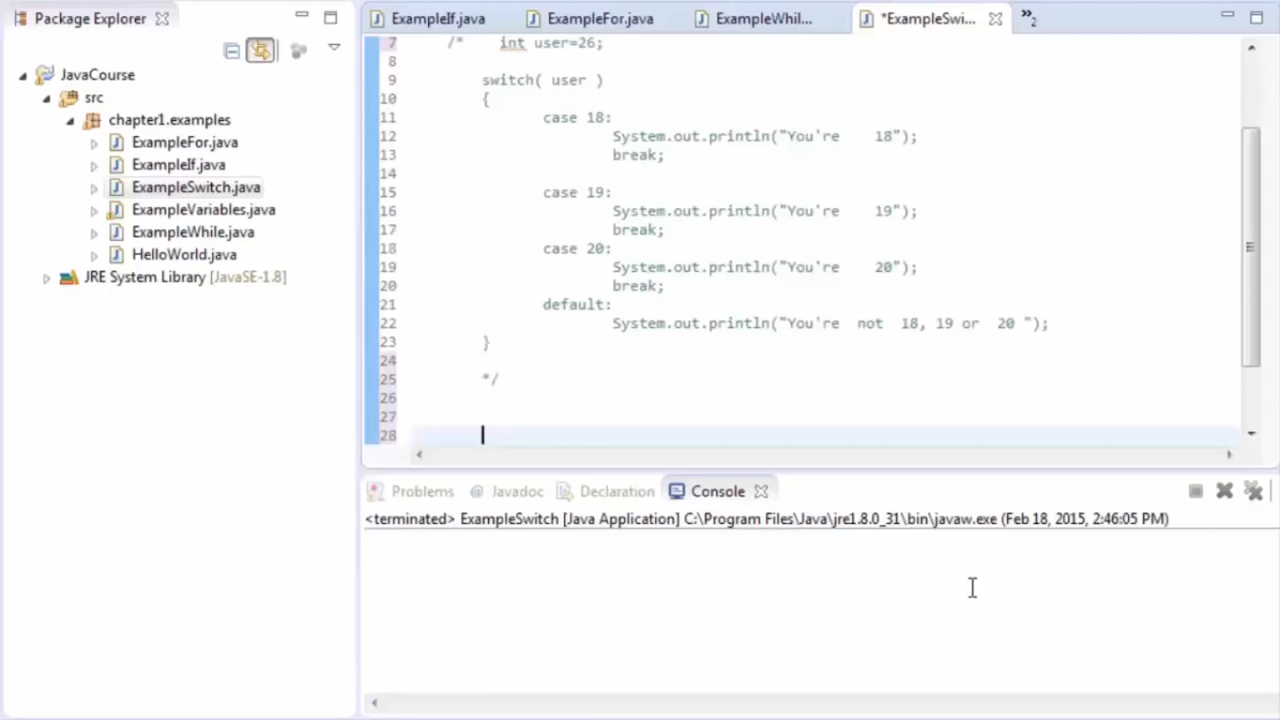 Package Explorer
JavaCourse
src
chapter1.examples
ExampleFor.java
ExampleIf.java
ExampleSwitch.java
ExampleVariables.java
ExampleWhile.java
HelloWorld.java
JRE System Library [JavaSE-1.8]
ExampleIf.java ExampleFor.java ExampleWhil... *ExampleSwi... »2
7 /* int user=26;
8
9 switch( user )
10 {
11 case 18:
12 System.out.println("You're 18");
13 break;
14
15 case 19:
16 System.out.println("You're 19");
17 break;
18 case 20:
19 System.out.println("You're 20");
20 break;
21 default:
22 System.out.println("You're not 18, 19 or 20 ");
23 }
24
25 */
26
27
28
Problems @ Javadoc Declaration Console
<terminated> ExampleSwitch [Java Application] C:\Program Files\Java\jre1.8.0_31\bin\javaw.exe (Feb 18, 2015, 2:46:05 PM)